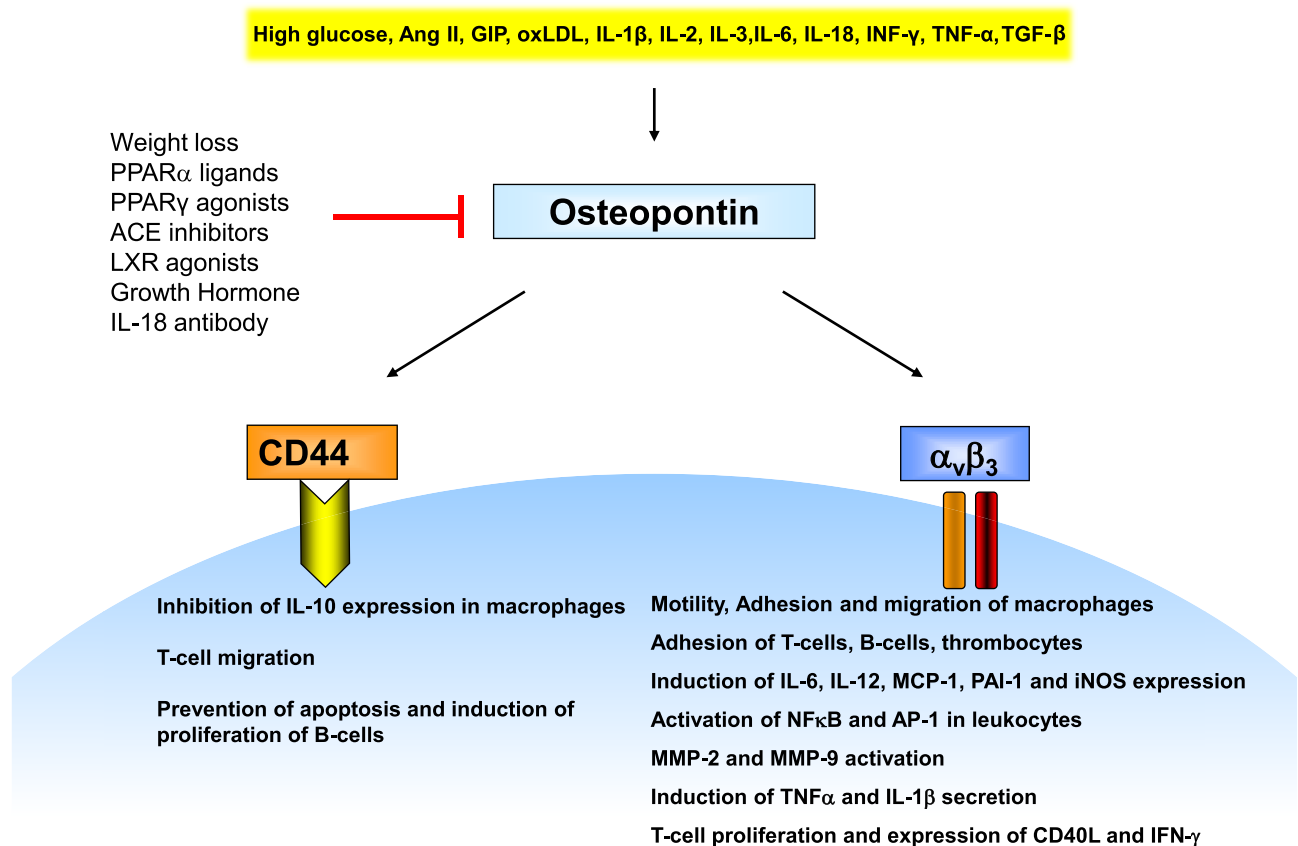 High glucose, Ang II, GIP, oxLDL, IL-1β, IL-2, IL-3,IL-6, IL-18, INF-γ, TNF-α,TGF-β
Weight loss
PPARα ligands
PPARγ agonists
ACE inhibitors
LXR agonists
Growth Hormone
IL-18 antibody
Osteopontin
CD44
αvβ3
Inhibition of IL-10 expression in macrophages
T-cell migration
Prevention of apoptosis and induction of
proliferation of B-cells
Motility, Adhesion and migration of macrophages
Adhesion of T-cells, B-cells, thrombocytes
Induction of IL-6, IL-12, MCP-1, PAI-1 and iNOS expression
Activation of NFκB and AP-1 in leukocytes
MMP-2 and MMP-9 activation
Induction of TNFα and IL-1β secretion
T-cell proliferation and expression of CD40L and IFN-γ